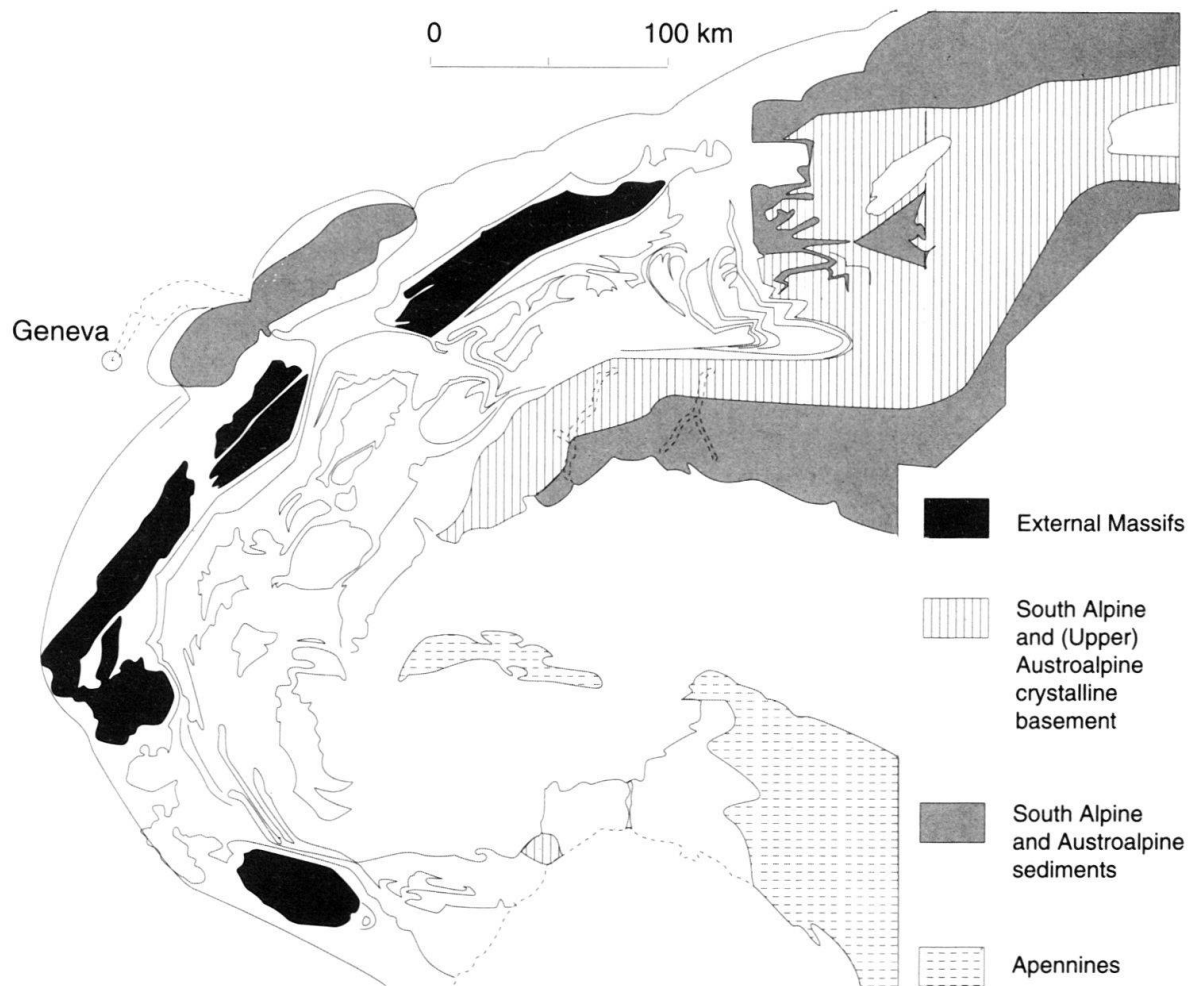 0 100 km
Geneva
External Massifs
South Alpine
and (Upper)
Austroalpine
crystalline
basement
South Alpine
and Austroalpine
sediments
Apennines